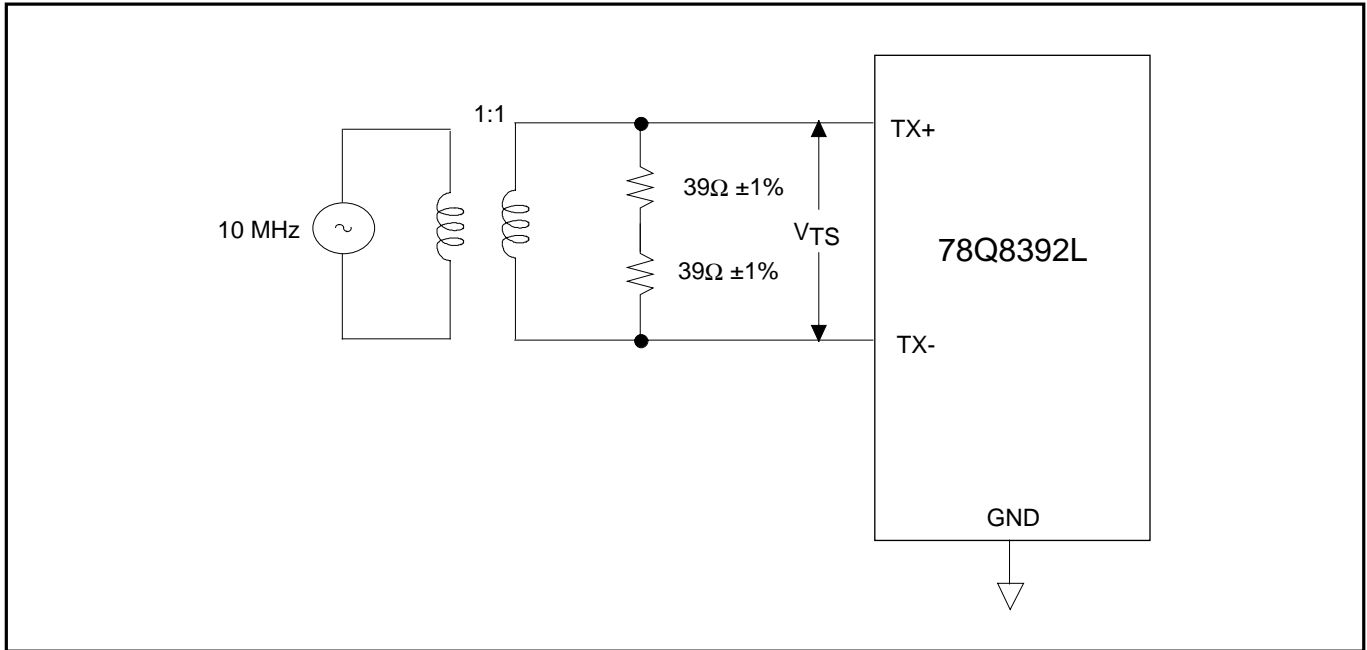 1:1
TX+
39Ω ±1%
10 MHz
~
VTS
78Q8392L
39Ω ±1%
TX-
GND